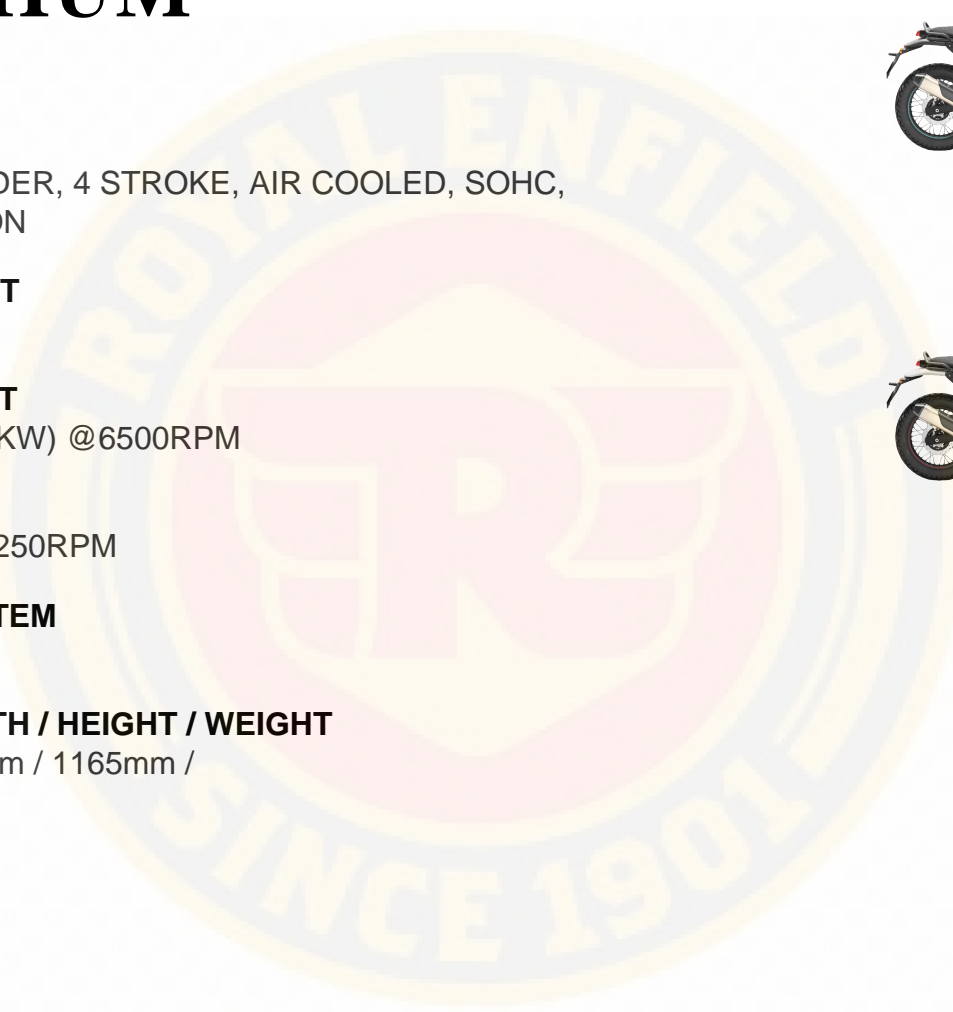 HUM
DER, 4 STROKE, AIR COOLED, SOHC,
ON
T
T
KW) @6500RPM
250RPM
TEM
TH / HEIGHT / WEIGHT
m / 1165mm /
ROYAL ENFIELD
R
SINCE 1901